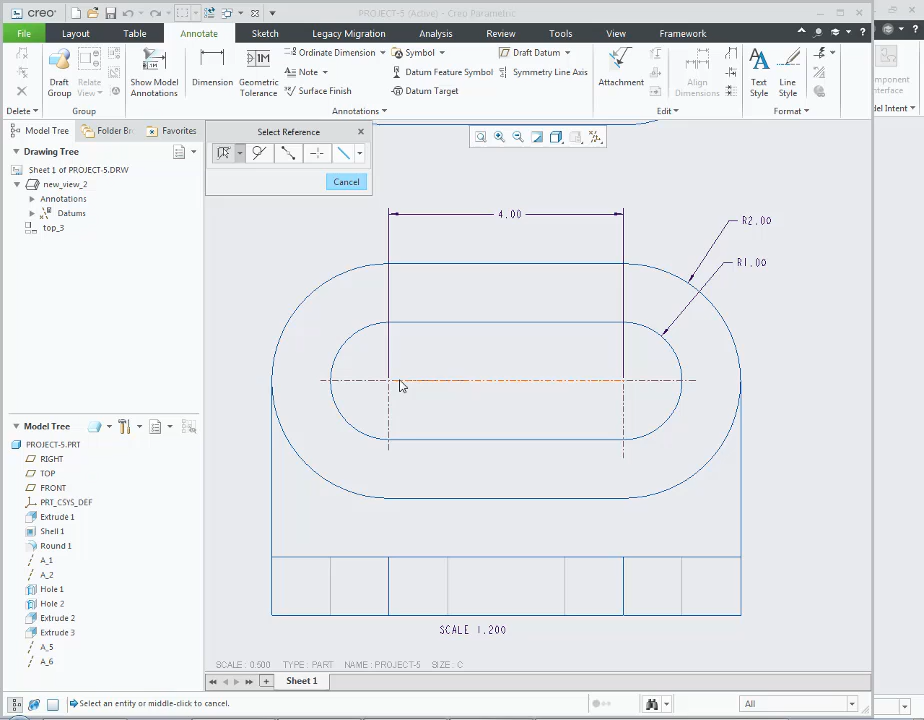 creo
PROJECT-5 (Active) - Creo Parametric
File Layout Table Annotate Sketch Legacy Migration Analysis Review Tools View Framework
Draft Group
Relate View
Show Model Annotations
Dimension
Geometric Tolerance
Ordinate Dimension
Note
Surface Finish
Symbol
Datum Feature Symbol
Datum Target
Draft Datum
Symmetry Line Axis
Attachment
Align Dimensions
Text Style
Line Style
Delete Group Annotations Edit Format
omponent
terface
el Intent
Model Tree Folder Br Favorites
Drawing Tree
Sheet 1 of PROJECT-5.DRW
new_view_2
Annotations
Datums
top_3
Select Reference
Cancel
4.00
R2.00
R1.00
SCALE 1.200
Model Tree
PROJECT-5.PRT
RIGHT
TOP
FRONT
PRT_CSYS_DEF
Extrude 1
Shell 1
Round 1
A_1
A_2
Hole 1
Hole 2
Extrude 2
Extrude 3
A_5
A_6
SCALE : 0.500 TYPE : PART NAME : PROJECT-5 SIZE : C
Sheet 1
Select an entity or middle-click to cancel.
All